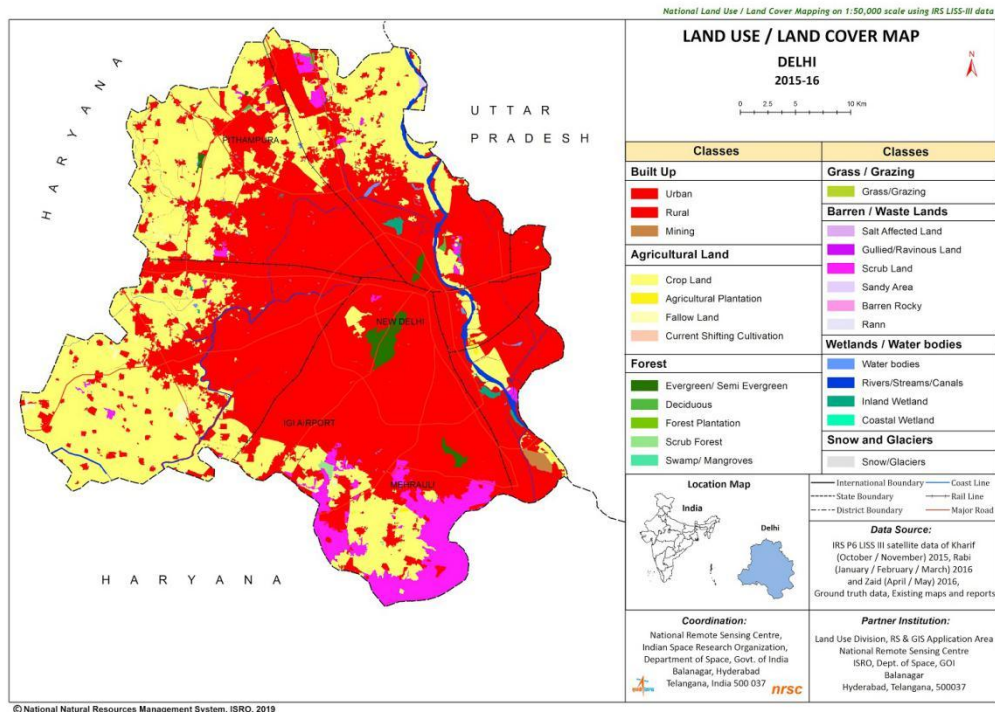 National Land Use / Land Cover Mapping on 1:50,000 scale using IRS LISS-III data
LAND USE / LAND COVER MAP
DELHI
2015-16
N
0 2.5 5 10 Km
HARYANA
UTTAR
PRADESH
PITHAMPURA
NEW DELHI
IGI AIRPORT
MEHRAULI
HARYANA
Classes
Built Up
Urban
Rural
Mining
Agricultural Land
Crop Land
Agricultural Plantation
Fallow Land
Current Shifting Cultivation
Forest
Evergreen/ Semi Evergreen
Deciduous
Forest Plantation
Scrub Forest
Swamp/ Mangroves
Classes
Grass / Grazing
Grass/Grazing
Barren / Waste Lands
Salt Affected Land
Gullied/Ravinous Land
Scrub Land
Sandy Area
Barren Rocky
Rann
Wetlands / Water bodies
Water bodies
Rivers/Streams/Canals
Inland Wetland
Coastal Wetland
Snow and Glaciers
Snow/Glaciers
Location Map
India
Delhi
International Boundary
State Boundary
District Boundary
Coast Line
Rail Line
Major Road
Data Source:
IRS P6 LISS III satellite data of Kharif
(October / November) 2015, Rabi
(January / February / March) 2016
and Zaid (April / May) 2016,
Ground truth data, Existing maps and reports
Coordination:
National Remote Sensing Centre,
Indian Space Research Organization,
Department of Space, Govt. of India
Balanagar, Hyderabad
Telangana, India 500 037
nrsc
Partner Institution:
Land Use Division, RS & GIS Application Area
National Remote Sensing Centre
ISRO, Dept. of Space, GOI
Balanagar
Hyderabad, Telangana, 500037
© National Natural Resources Management System, ISRO, 2019